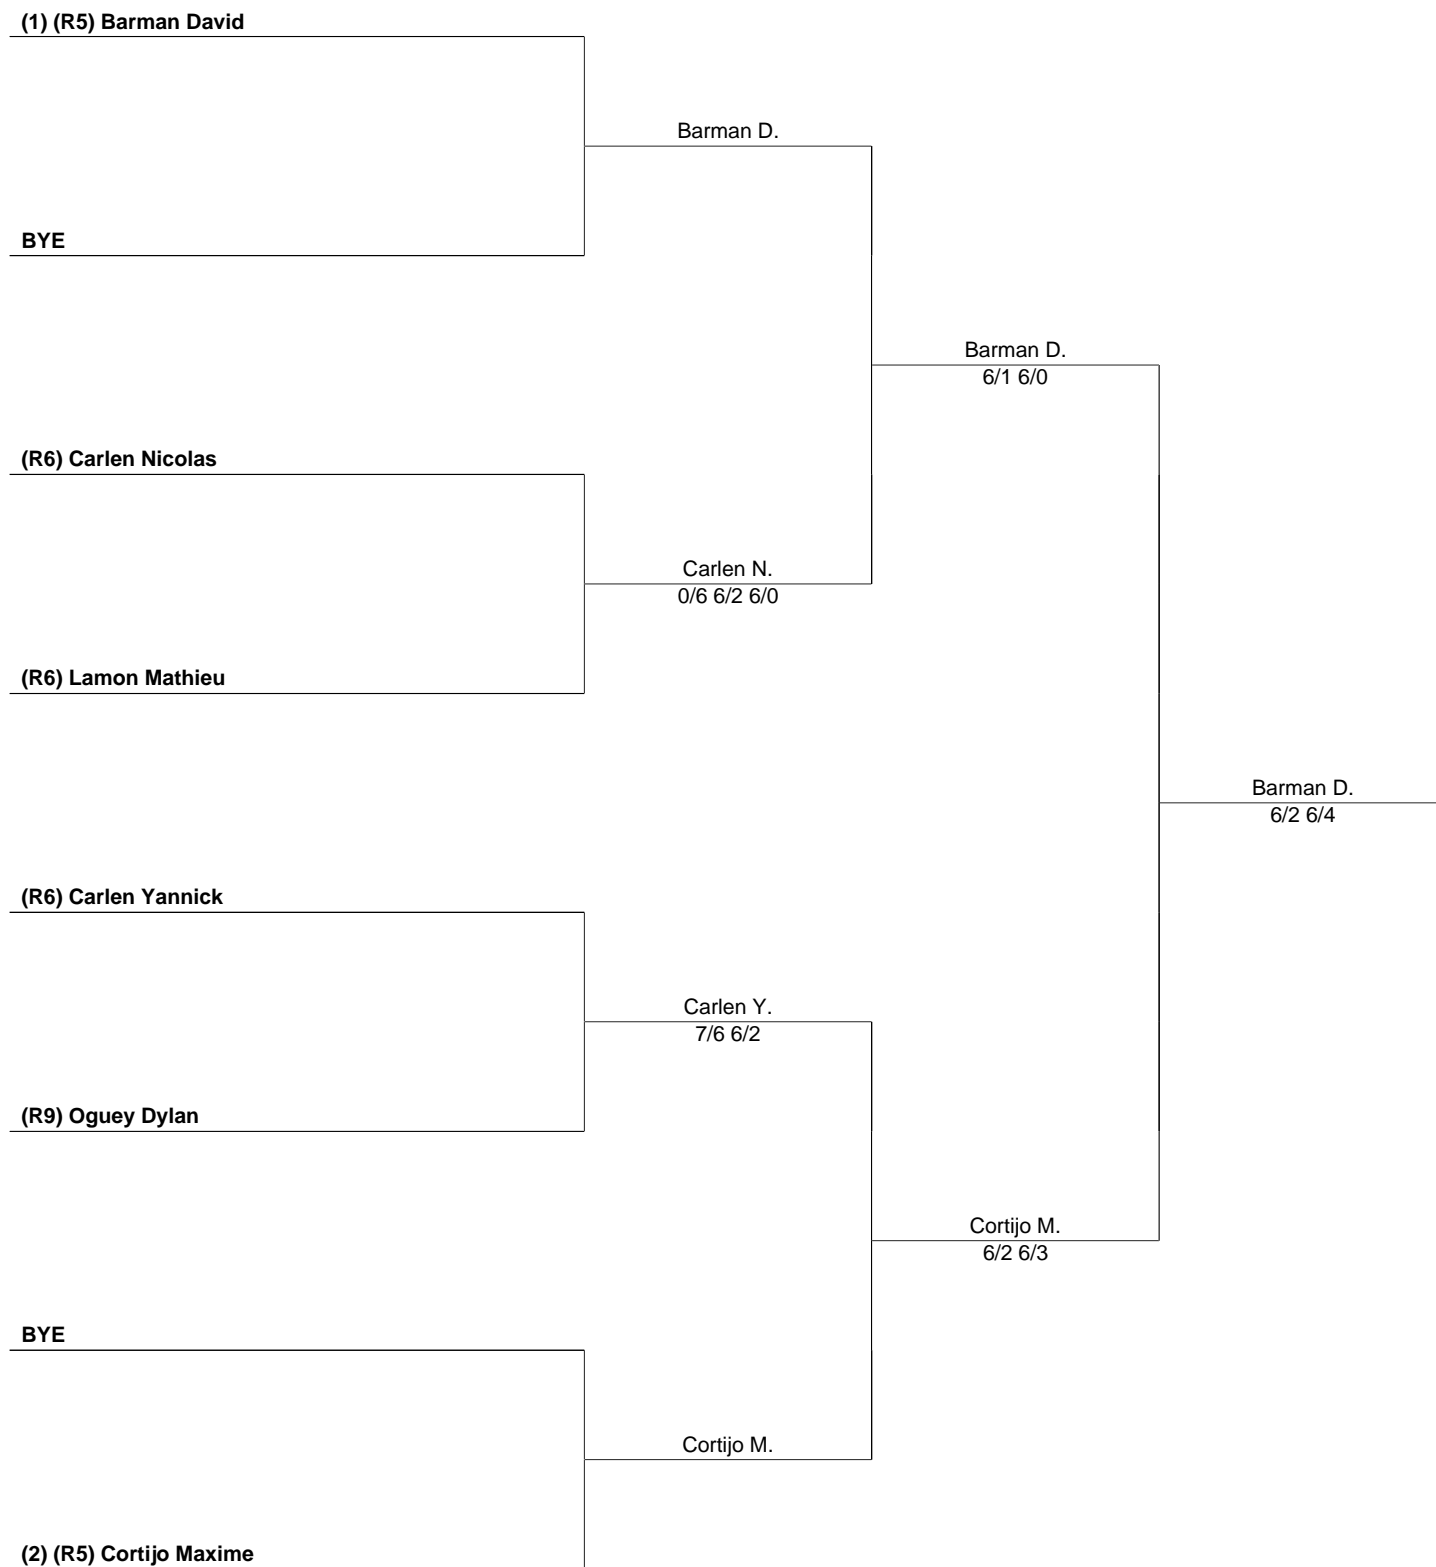 (1) (R5) Barman David
Barman D.
BYE
Barman D.
6/1 6/0
(R6) Carlen Nicolas
Carlen N.
0/6 6/2 6/0
(R6) Lamon Mathieu
Barman D.
6/2 6/4
(R6) Carlen Yannick
Carlen Y.
7/6 6/2
(R9) Oguey Dylan
Cortijo M.
6/2 6/3
BYE
Cortijo M.
(2) (R5) Cortijo Maxime